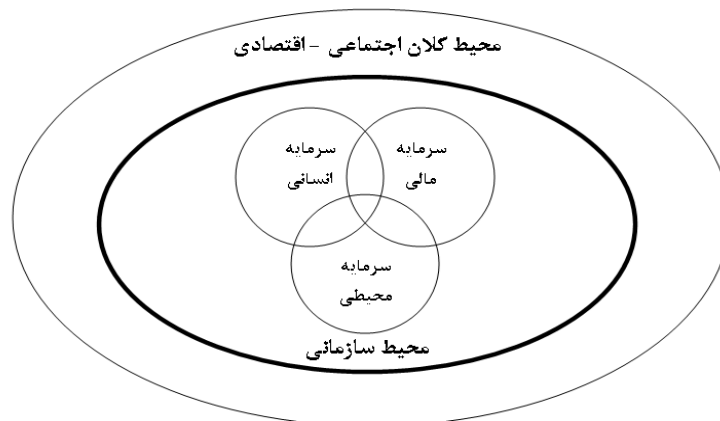 محیط کلان اجتماعی - اقتصادی
سرمایه
انسانی
سرمایه
مالی
سرمایه
محیطی
محیط سازمانی